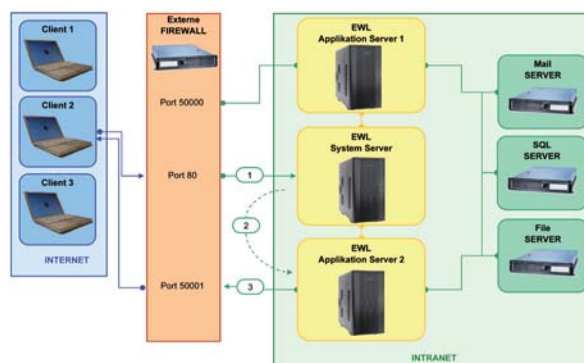 Client 1
Client 2
Client 3
INTERNET
Externe
FIREWALL
Port 50000
Port 80
Port 50001
1
2
3
EWL
Applikation Server 1
EWL
System Server
EWL
Applikation Server 2
Mail
SERVER
SQL
SERVER
File
SERVER
INTRANET